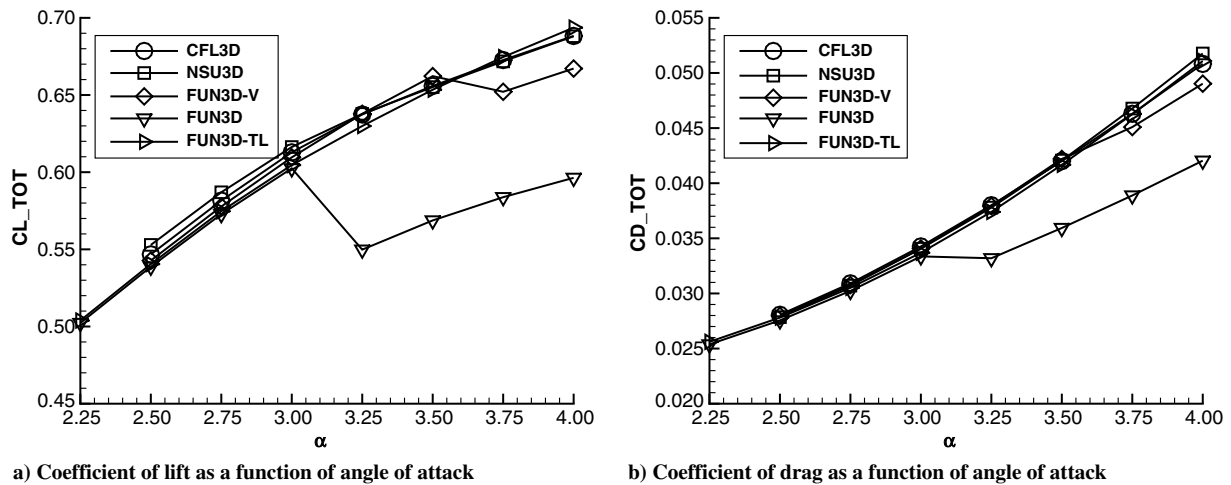 0.70
0.65
0.60
0.55
0.50
0.45
CL_TOT
CFL3D
NSU3D
FUN3D-V
FUN3D
FUN3D-TL
2.25 2.50 2.75 3.00 3.25 3.50 3.75 4.00
α
a) Coefficient of lift as a function of angle of attack
0.055
0.050
0.045
0.040
0.035
0.030
0.025
0.020
CD_TOT
CFL3D
NSU3D
FUN3D-V
FUN3D
FUN3D-TL
2.25 2.50 2.75 3.00 3.25 3.50 3.75 4.00
α
b) Coefficient of drag as a function of angle of attack